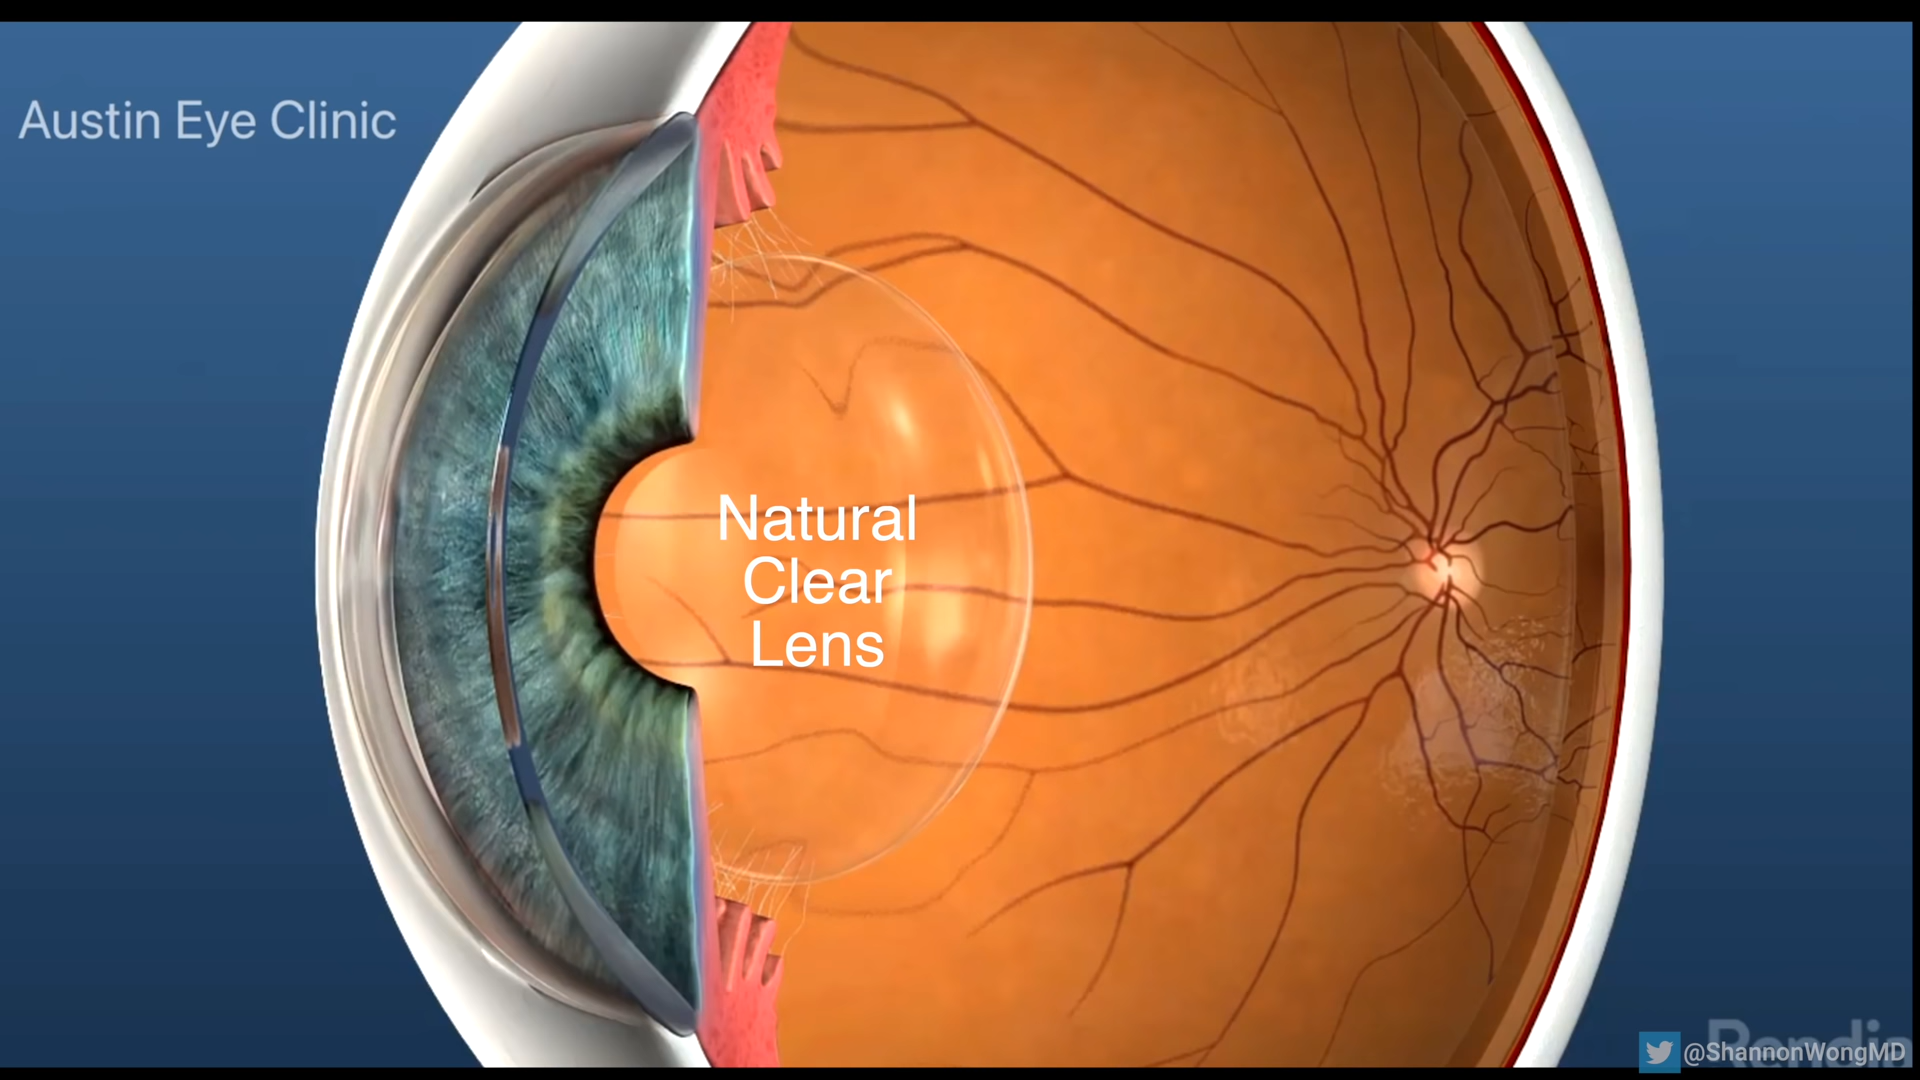 Austin Eye Clinic
Natural
Clear
Lens
@ShannonWongMD